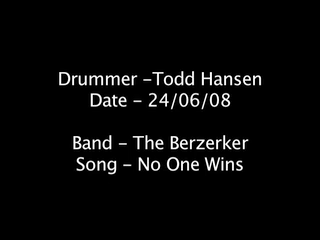 Drummer -Todd Hansen
Date - 24/06/08
Band - The Berzerker
Song - No One Wins